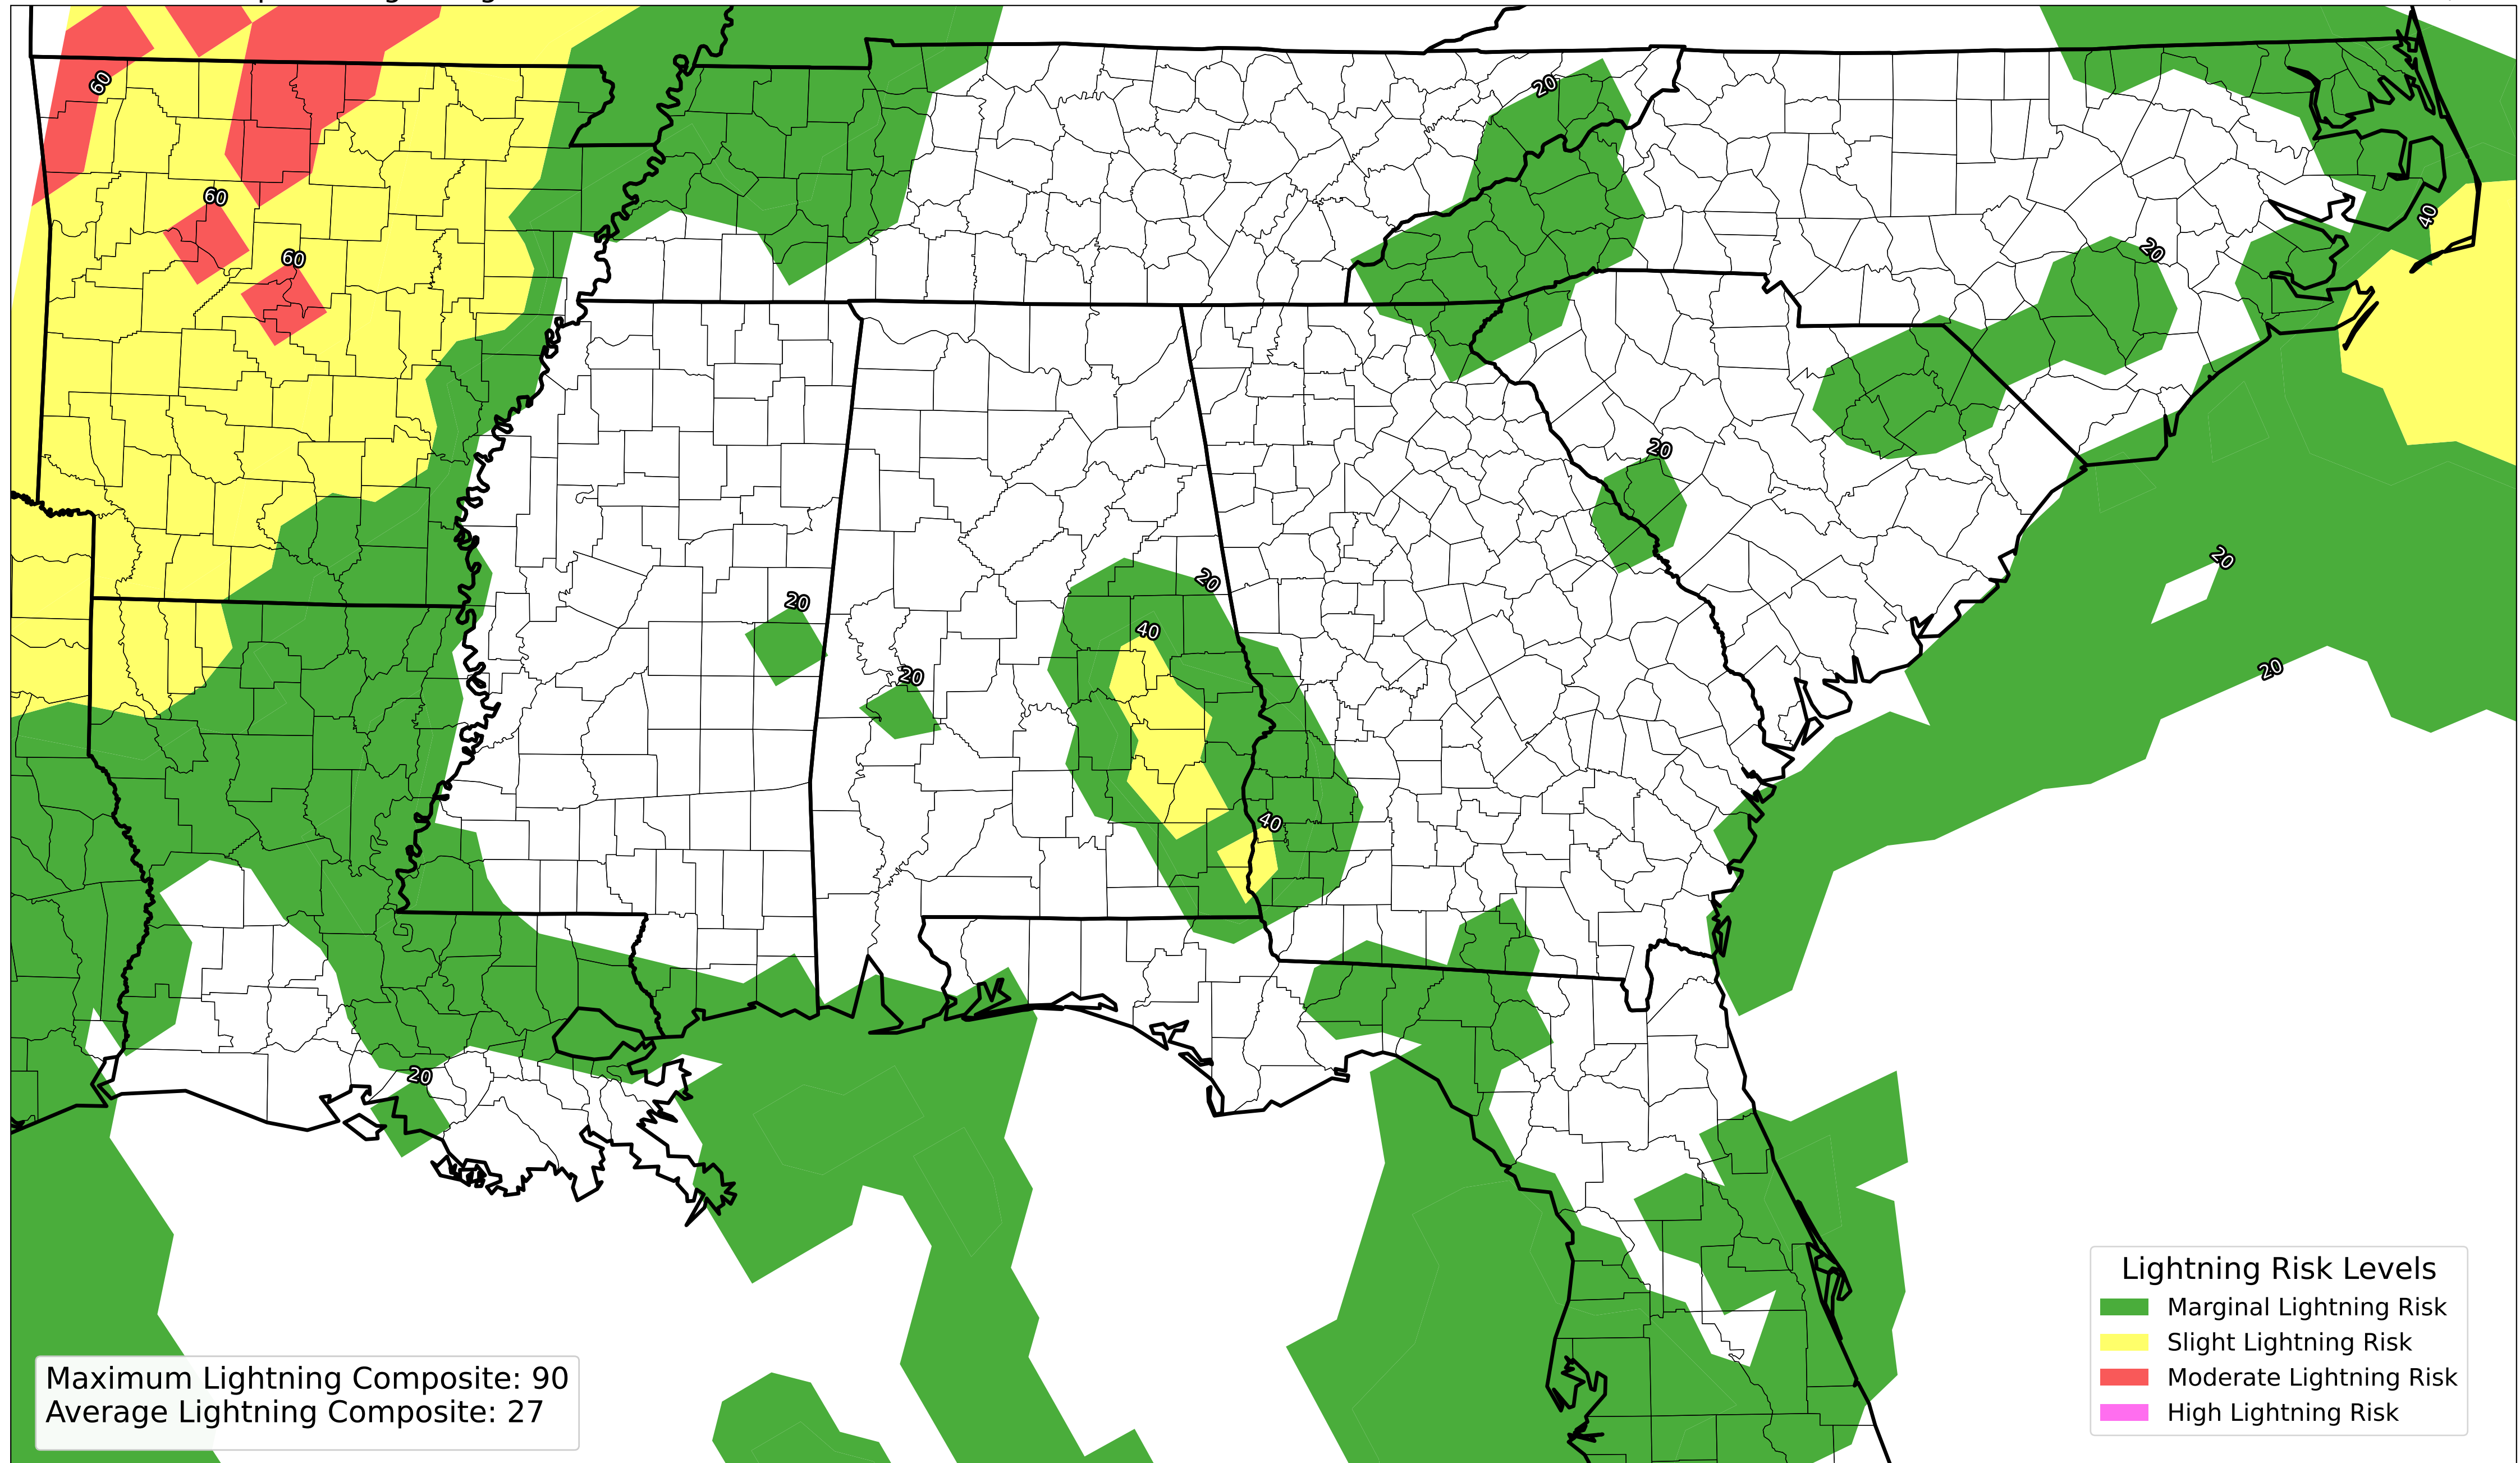 60
20
60
40
20
60
20
20
20
20
20
40
20
20
40
20
Lightning Risk Levels
Marginal Lightning Risk
Slight Lightning Risk
Moderate Lightning Risk
High Lightning Risk
Maximum Lightning Composite: 90
Average Lightning Composite: 27